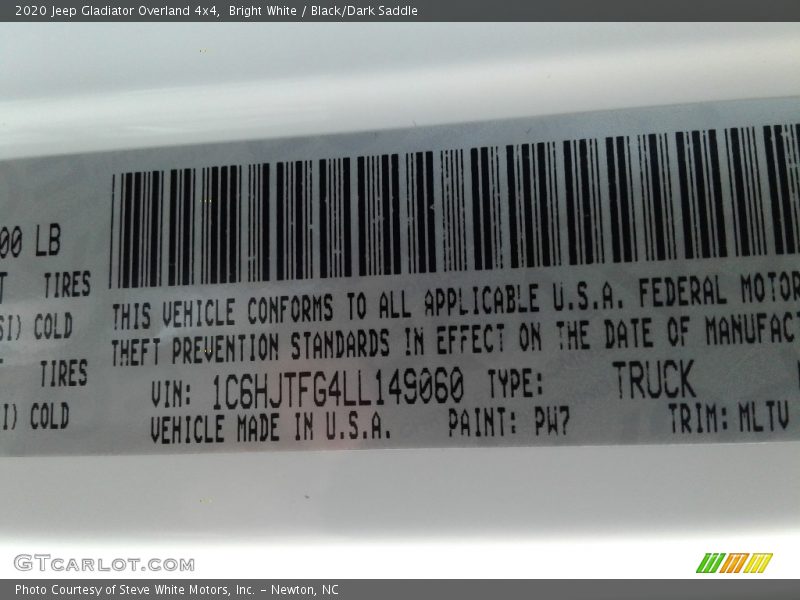 2020 Jeep Gladiator Overland 4x4,  Bright White / Black/Dark Saddle
00 LB
TIRES
SI) COLD
TIRES
I) COLD
THIS VEHICLE CONFORMS TO ALL APPLICABLE U.S.A. FEDERAL MOTOR
THEFT PREVENTION STANDARDS IN EFFECT ON THE DATE OF MANUFACT
VIN: 1C6HJTFG4LL149060 TYPE: TRUCK
VEHICLE MADE IN U.S.A. PAINT: PW7 TRIM: MLTV
GTCARLOT.COM
Photo Courtesy of Steve White Motors, Inc. – Newton, NC